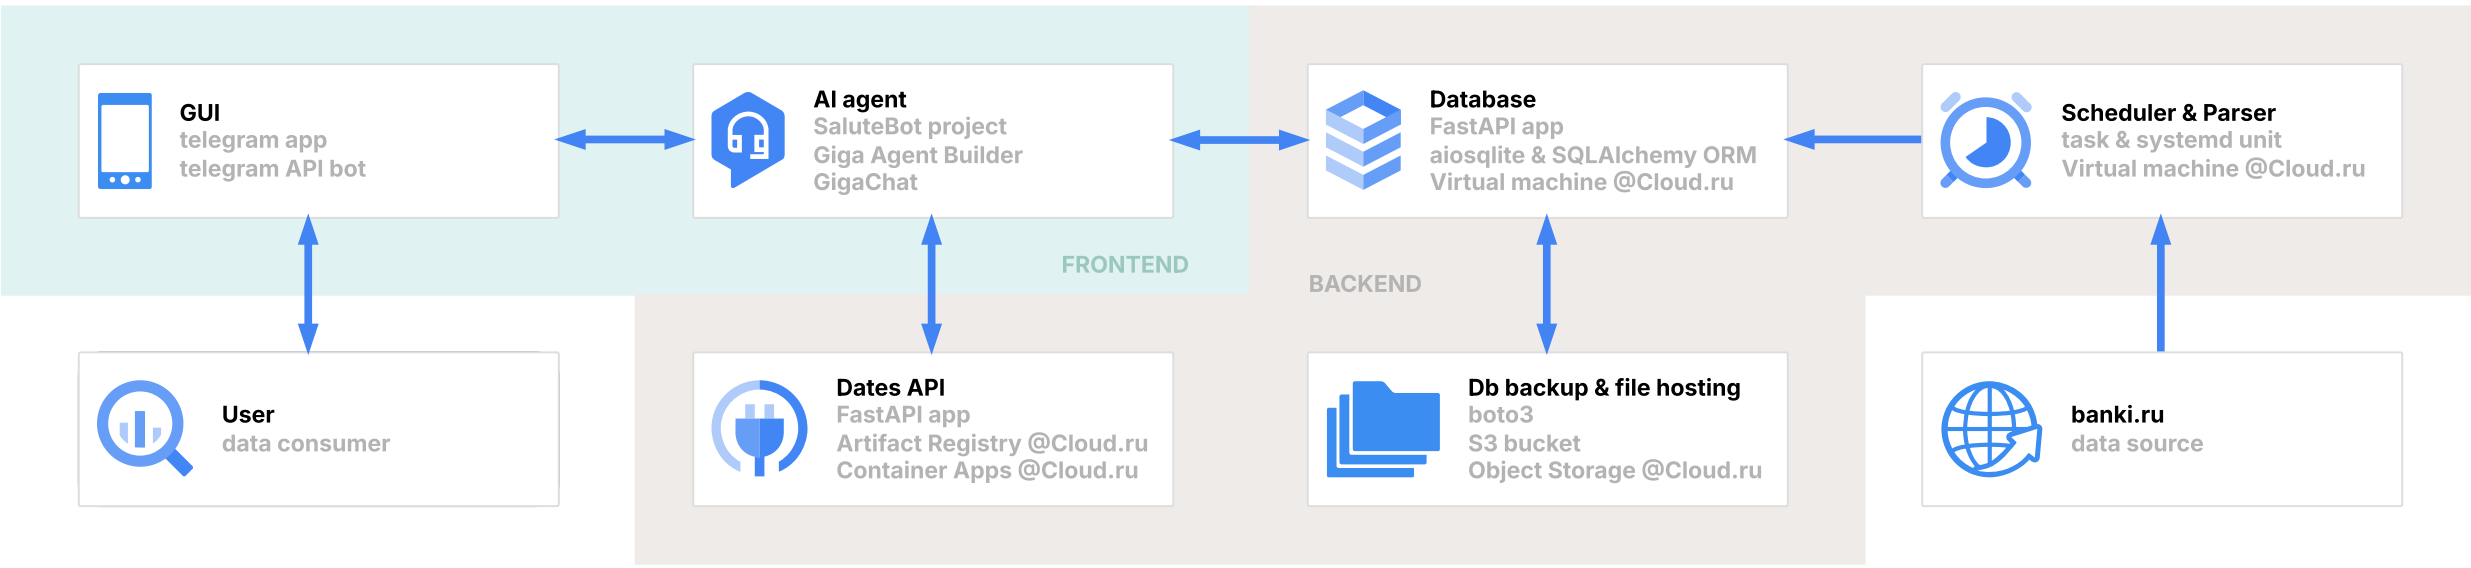 GUI
telegram app
telegram API bot
AI agent
SaluteBot project
Giga Agent Builder
GigaChat
Database
FastAPI app
aiosqlite & SQLAlchemy ORM
Virtual machine @Cloud.ru
Scheduler & Parser
task & systemd unit
Virtual machine @Cloud.ru
FRONTEND
BACKEND
User
data consumer
Dates API
FastAPI app
Artifact Registry @Cloud.ru
Container Apps @Cloud.ru
Db backup & file hosting
boto3
S3 bucket
Object Storage @Cloud.ru
banki.ru
data source